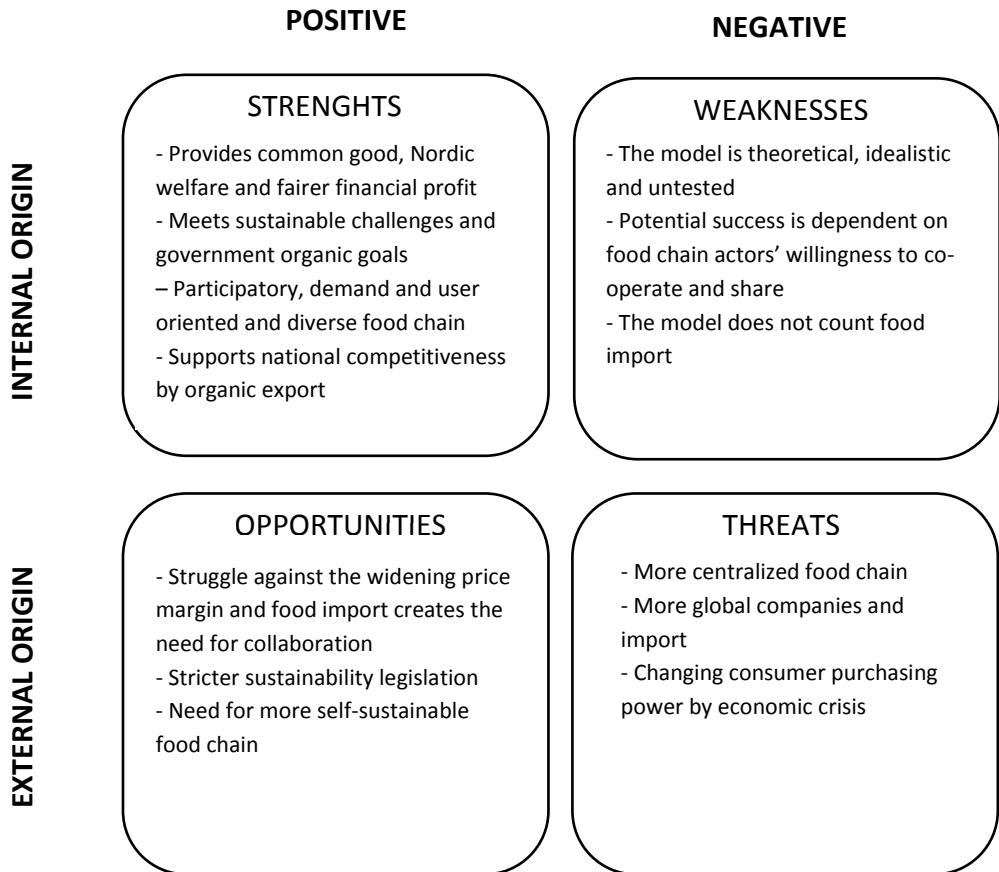 POSITIVE
NEGATIVE
INTERNAL ORIGIN
STRENGHTS
- Provides common good, Nordic
welfare and fairer financial profit
- Meets sustainable challenges and
government organic goals
– Participatory, demand and user
oriented and diverse food chain
- Supports national competitiveness
by organic export
WEAKNESSES
- The model is theoretical, idealistic
and untested
- Potential success is dependent on
food chain actors’ willingness to co-
operate and share
- The model does not count food
import
EXTERNAL ORIGIN
OPPORTUNITIES
- Struggle against the widening price
margin and food import creates the
need for collaboration
- Stricter sustainability legislation
- Need for more self-sustainable
food chain
THREATS
- More centralized food chain
- More global companies and
import
- Changing consumer purchasing
power by economic crisis